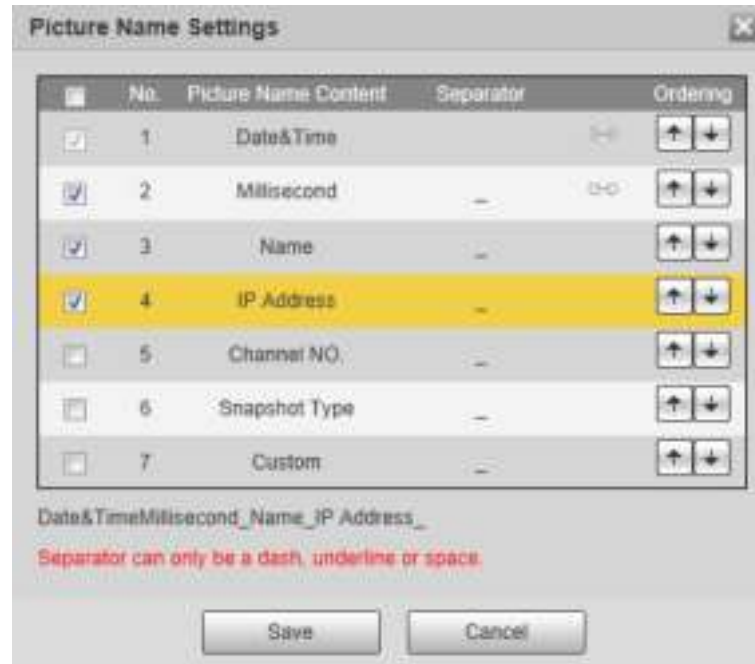 Picture Name Settings
No. Picture Name Content Separator Ordering
1 Date&Time
2 Millisecond _
3 Name _
4 IP Address _
5 Channel NO. _
6 Snapshot Type _
7 Custom _
Date&TimeMillisecond_Name_IP Address_
Separator can only be a dash, underline or space.
Save Cancel